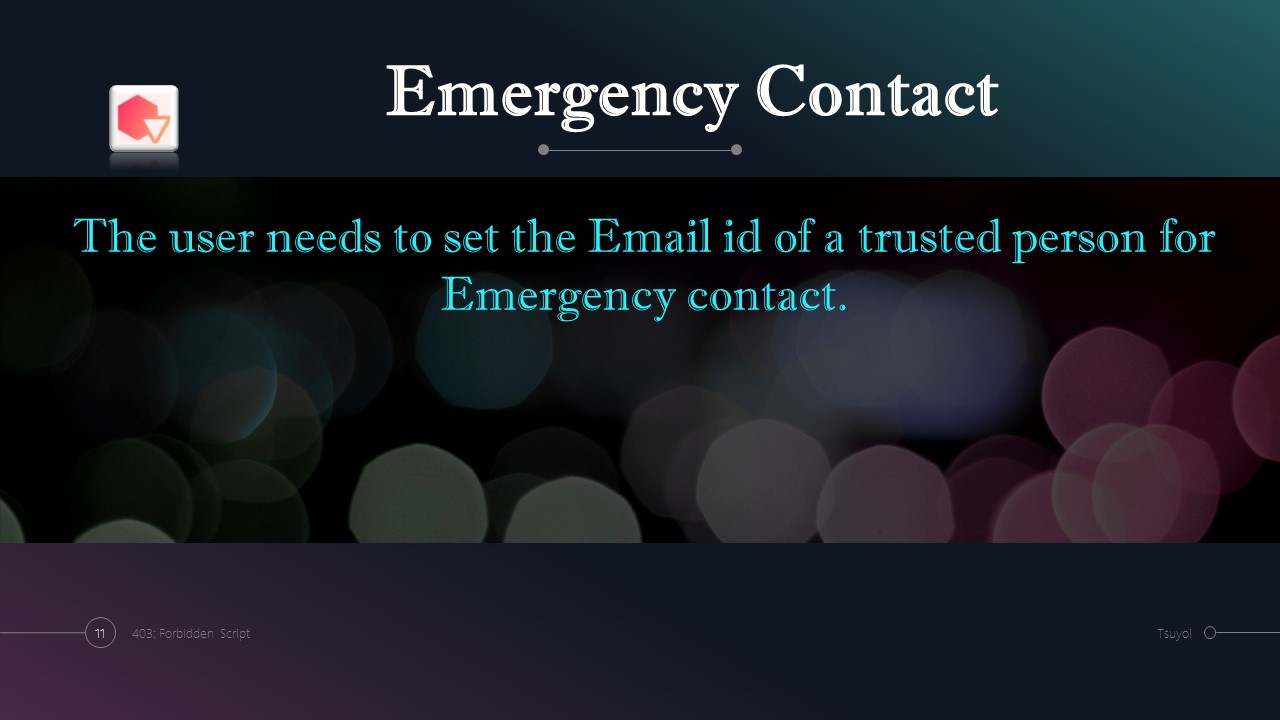 Emergency Contact
The user needs to set the Email id of a trusted person for
Emergency contact.
11 403: Forbidden Script
Tsuyoi